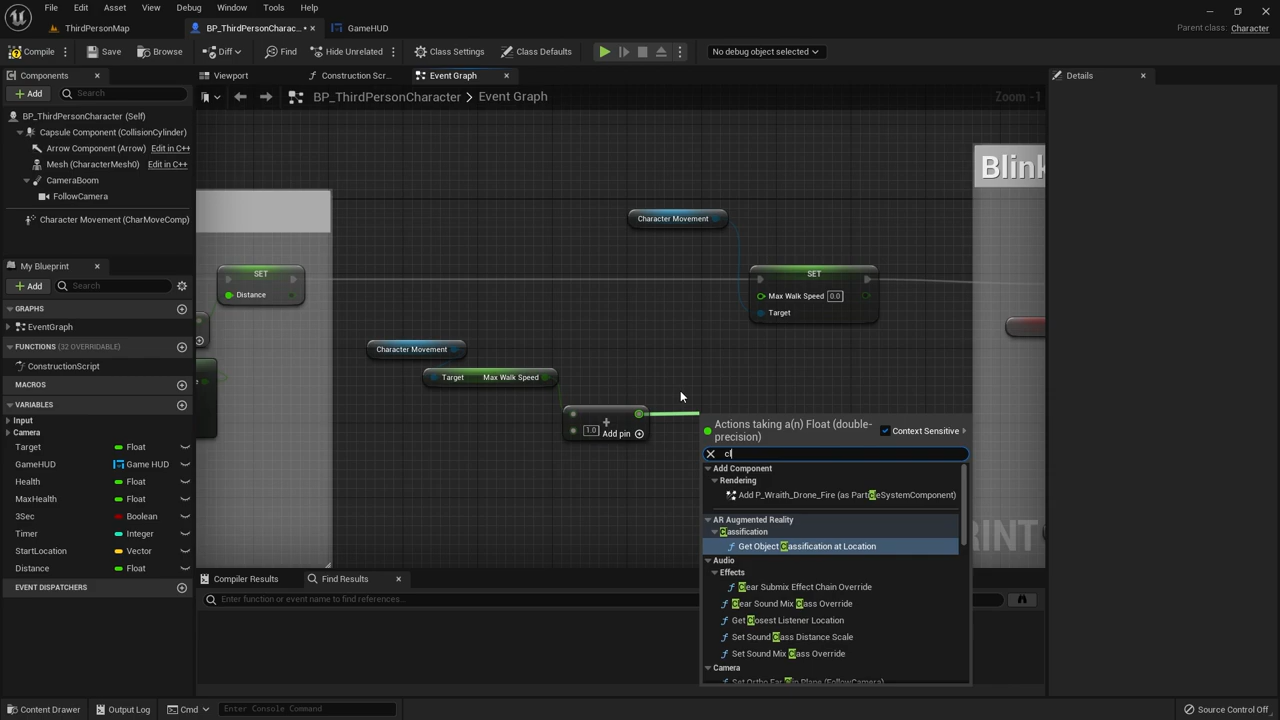 File Edit Asset View Debug Window Tools Help
ThirdPersonMap BP_ThirdPersonCharac... • GameHUD Parent class: Character
Compile Save Browse Diff Find Hide Unrelated Class Settings Class Defaults No debug object selected
Components Viewport Construction Scr... Event Graph Details
+ Add Search BP_ThirdPersonCharacter > Event Graph Zoom -1
BP_ThirdPersonCharacter (Self)
Capsule Component (CollisionCylinder)
Arrow Component (Arrow) Edit in C++
Mesh (CharacterMesh0) Edit in C++
CameraBoom
FollowCamera
Character Movement (CharMoveComp)
My Blueprint
+ Add Search
GRAPHS
EventGraph
FUNCTIONS (32 OVERRIDABLE)
ConstructionScript
MACROS
VARIABLES
Input
Camera
Target Float
GameHUD Game HUD
Health Float
MaxHealth Float
3Sec Boolean
Timer Integer
StartLocation Vector
Distance Float
EVENT DISPATCHERS
Blink
Character Movement
SET
Distance
SET
Max Walk Speed 0.0
Target
Character Movement
Target Max Walk Speed
+
1.0 Add pin
Actions taking a(n) Float (double-
precision) Context Sensitive
cl
Add Component
Rendering
Add P_Wraith_Drone_Fire (as ParticleSystemComponent)
AR Augmented Reality
Classification
Get Object Classification at Location
Audio
Effects
Clear Submix Effect Chain Override
Clear Sound Mix Class Override
Get Closest Listener Location
Set Sound Class Distance Scale
Set Sound Mix Class Override
Camera
Set Ortho Far Clip Plane (FollowCamera)
Compiler Results Find Results
Enter function or event name to find references...
Content Drawer Output Log Cmd Enter Console Command Source Control Off